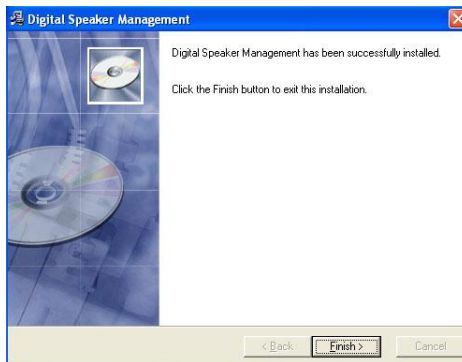 Digital Speaker Management
Digital Speaker Management has been successfully installed.
Click the Finish button to exit this installation.
< Back
Finish >
Cancel